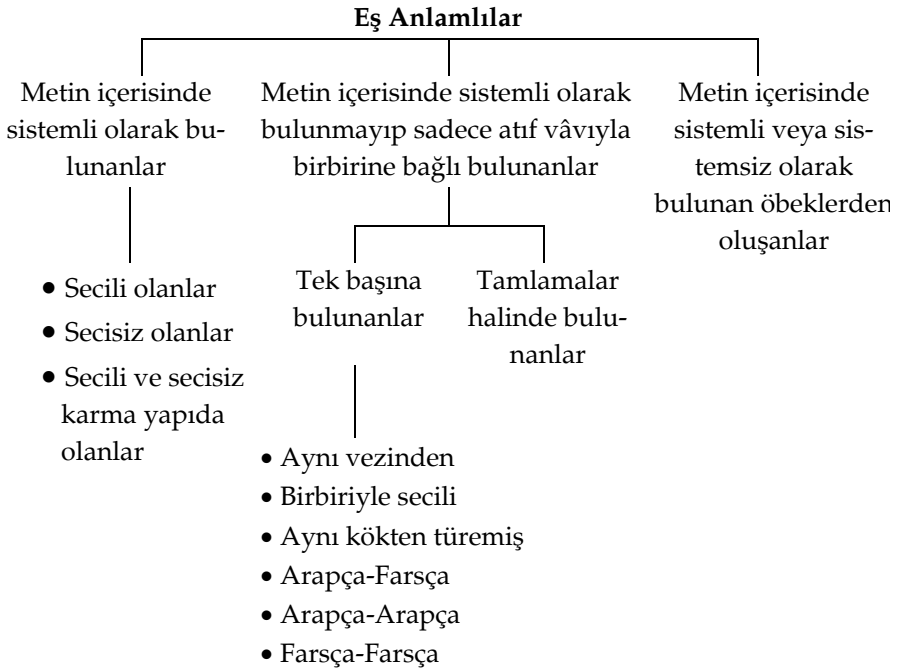 Eş Anlamlılar
Metin içerisinde
sistemli olarak bu-
lunanlar
• Secili olanlar
• Secisiz olanlar
• Secili ve secisiz
karma yapıda
olanlar
Metin içerisinde sistemli olarak
bulunmayıp sadece atıf vâvıyla
birbirine bağlı bulunanlar
Tek başına
bulunanlar
• Aynı vezinden
• Birbiriyle secili
• Aynı kökten türemiş
• Arapça-Farsça
• Arapça-Arapça
• Farsça-Farsça
Tamlamalar
halinde bulu-
nanlar
Metin içerisinde
sistemli veya sis-
temsiz olarak
bulunan öbeklerden
oluşanlar